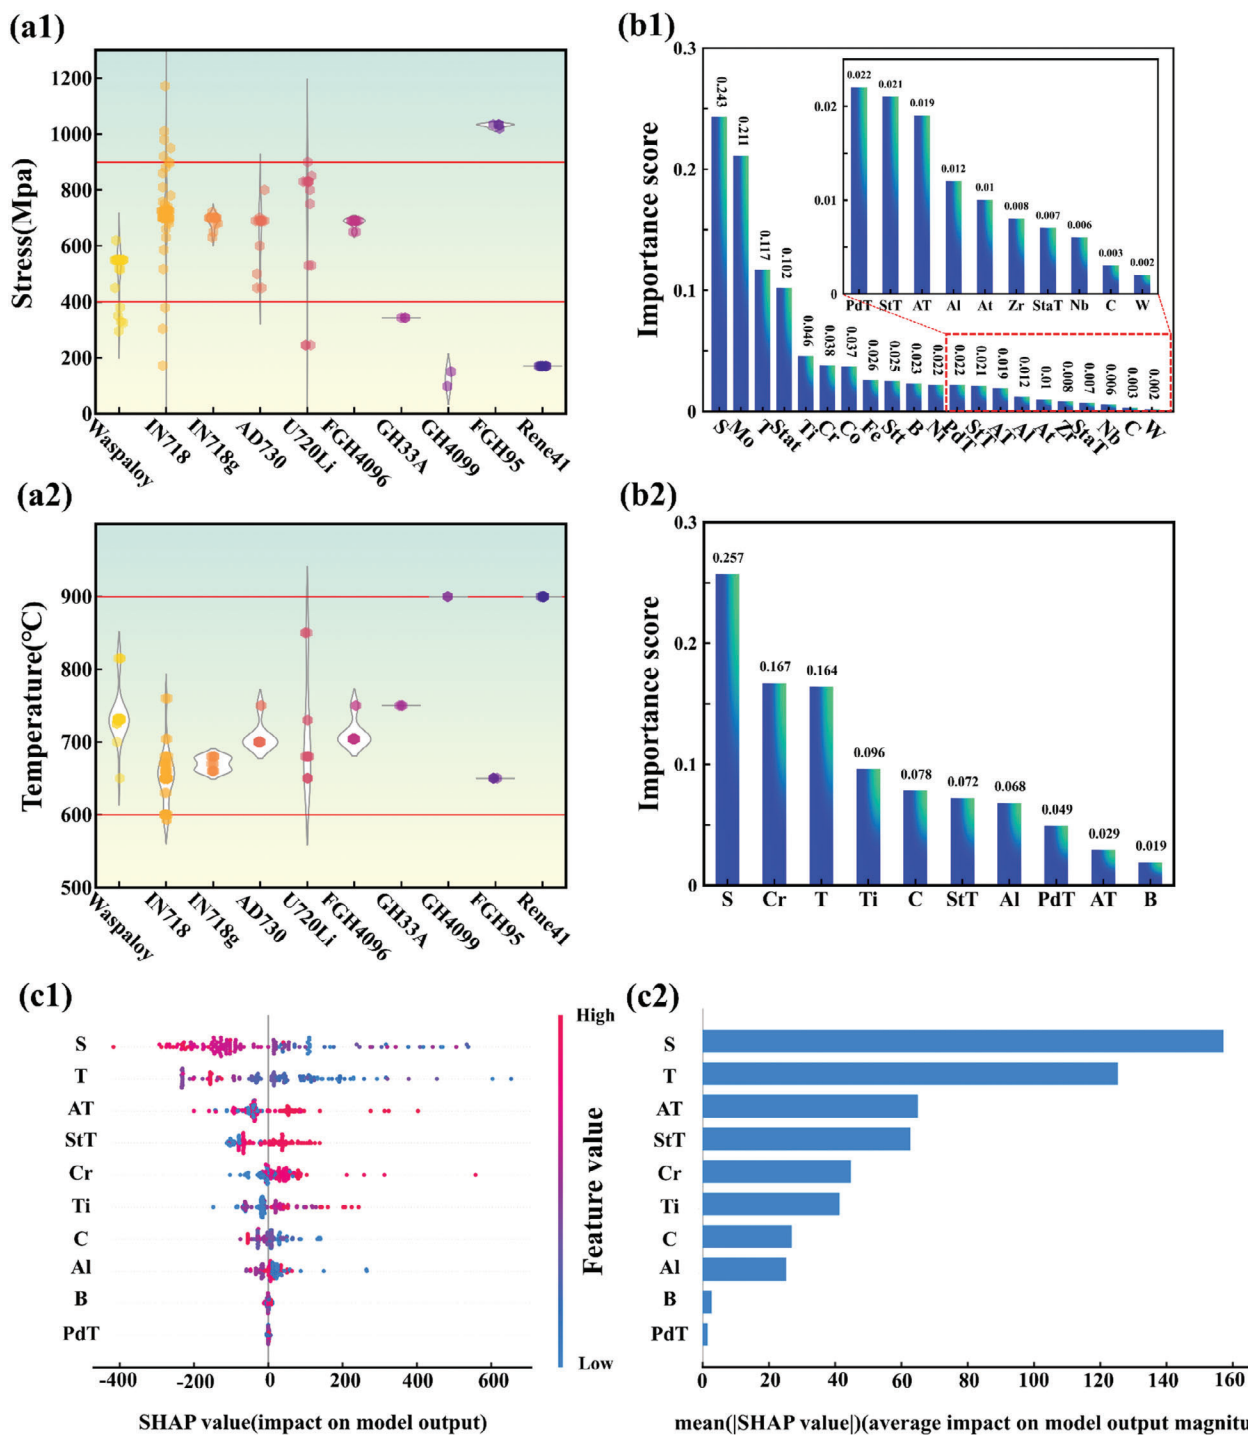 (a1)
Stress(Mpa)
1200
1000
800
600
400
200
0
Waspaloy
IN718
IN718g
AD730
U720Li
FGH4096
GH33A
GH4099
FGH95
Rene41
(b1)
Importance score
0.3
0.2
0.1
0
0.243
0.211
0.117
0.102
0.046
0.038
0.037
0.026
0.025
0.023
0.022
0.022
0.021
0.019
0.012
0.01
0.008
0.007
0.006
0.003
0.002
S
Mo
T
Stat
Ti
Cr
Co
Fe
Stt
B
Ni
PdT
StT
AT
Al
At
Zr
StaT
Nb
C
W
0.02
0.01
0
0.022
0.021
0.019
0.012
0.01
0.008
0.007
0.006
0.003
0.002
PdT
StT
AT
Al
At
Zr
StaT
Nb
C
W
(a2)
Temperature(°C)
900
800
700
600
500
Waspaloy
IN718
IN718g
AD730
U720Li
FGH4096
GH33A
GH4099
FGH95
Rene41
(b2)
Importance score
0.3
0.2
0.1
0
0.257
0.167
0.164
0.096
0.078
0.072
0.068
0.049
0.029
0.019
S
Cr
T
Ti
C
StT
Al
PdT
AT
B
(c1)
S
T
AT
StT
Cr
Ti
C
Al
B
PdT
-400
-200
0
200
400
600
SHAP value(impact on model output)
High
Feature value
Low
(c2)
S
T
AT
StT
Cr
Ti
C
Al
B
PdT
0
20
40
60
80
100
120
140
160
mean(|SHAP value|)(average impact on model output magnitu